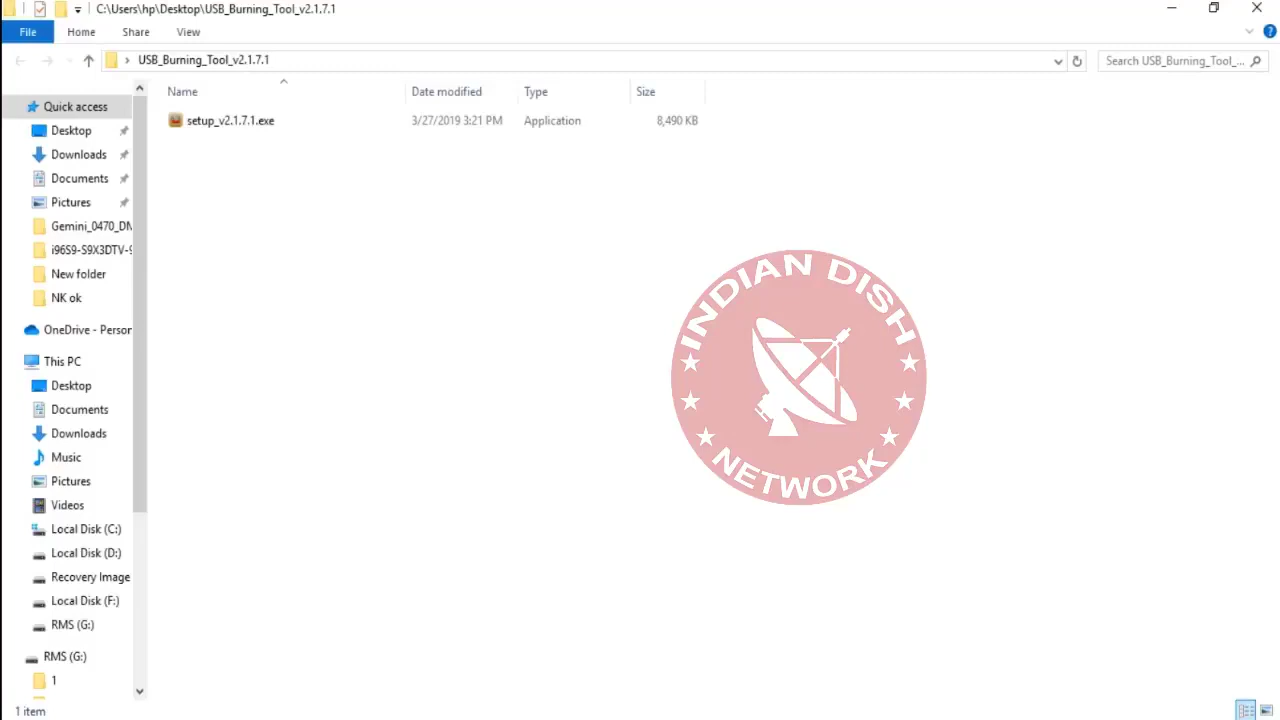 C:\Users\hp\Desktop\USB_Burning_Tool_v2.1.7.1
File Home Share View
USB_Burning_Tool_v2.1.7.1
Search USB_Burning_Tool_...
Name Date modified Type Size
setup_v2.1.7.1.exe 3/27/2019 3:21 PM Application 8,490 KB
Quick access
Desktop
Downloads
Documents
Pictures
Gemini_0470_DM
i96S9-S9X3DTV-9
New folder
NK ok
OneDrive - Person
This PC
Desktop
Documents
Downloads
Music
Pictures
Videos
Local Disk (C:)
Local Disk (D:)
Recovery Image
Local Disk (F:)
RMS (G:)
RMS (G:)
1
1 item
INDIAN DISH
NETWORK